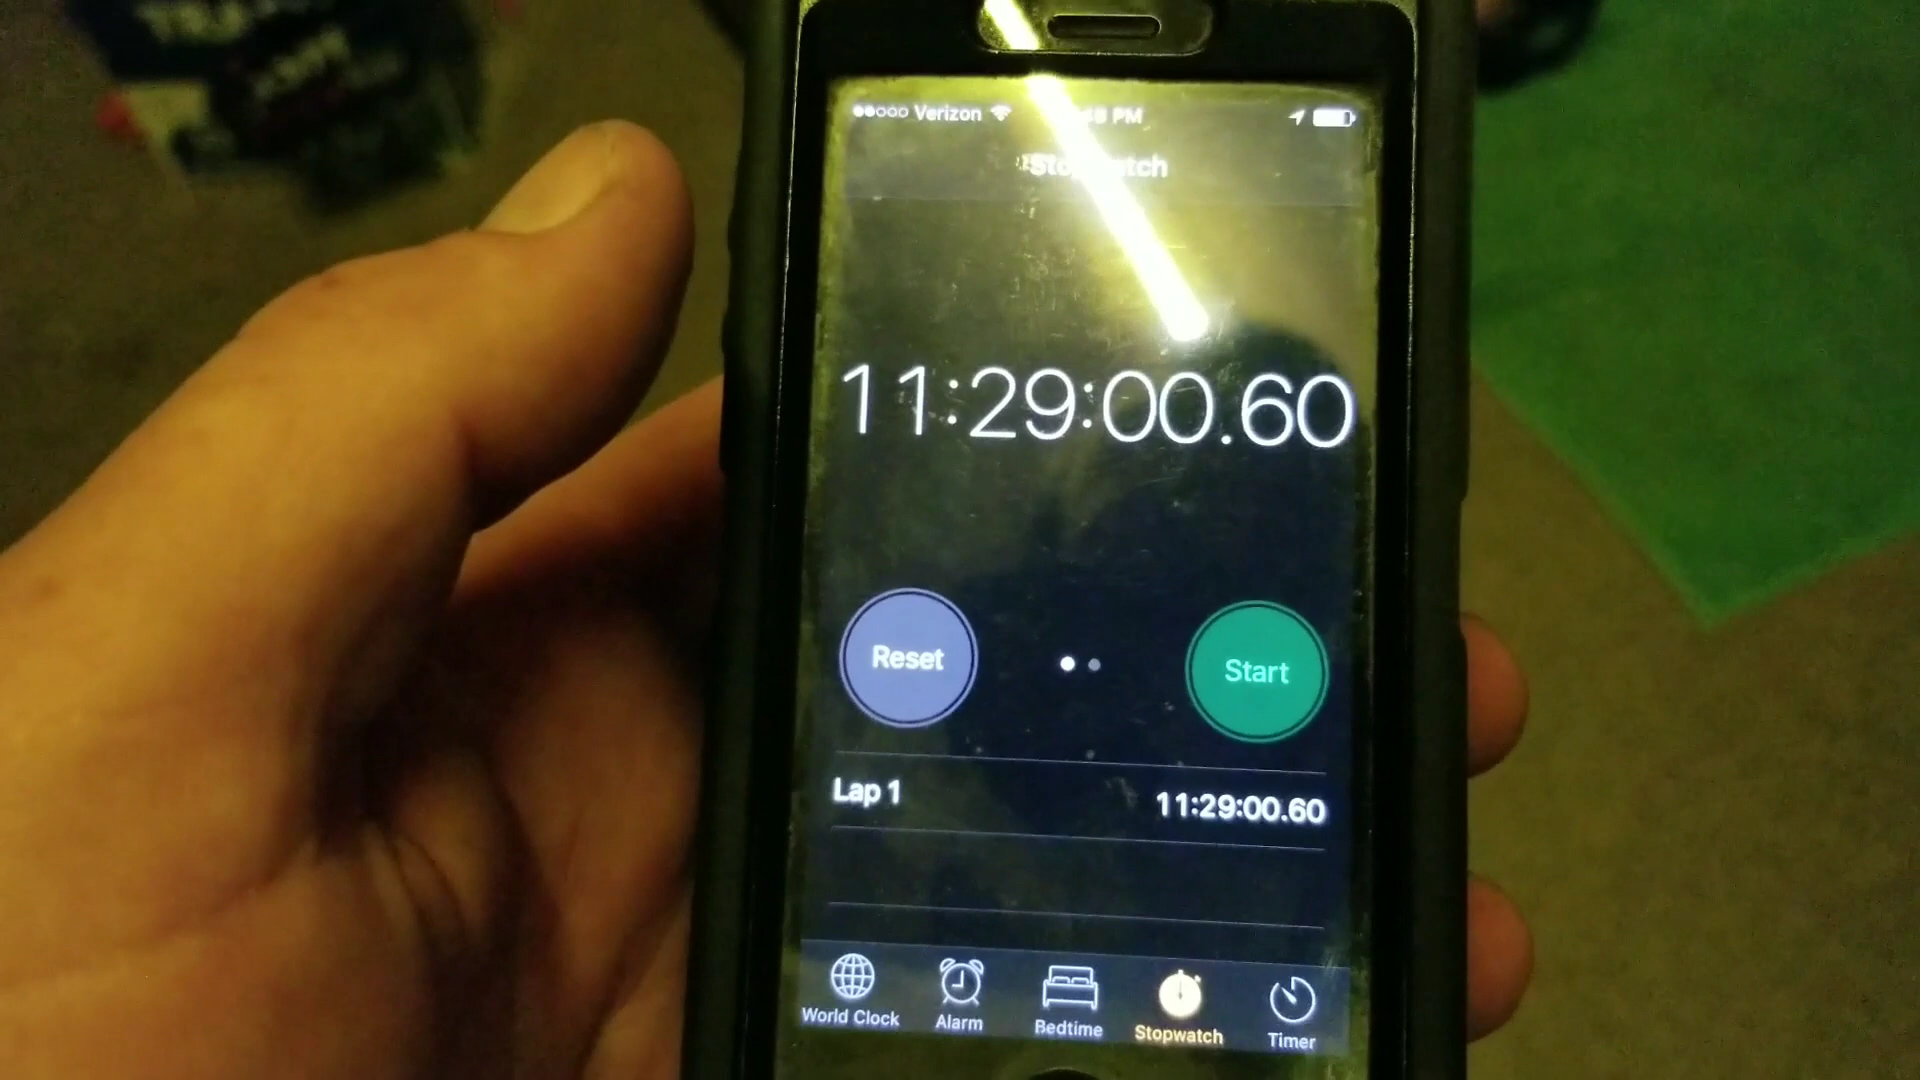 Verizon PM
Stopwatch
11:29:00.60
Reset
Start
Lap 1 11:29:00.60
World Clock
Alarm
Bedtime
Stopwatch
Timer